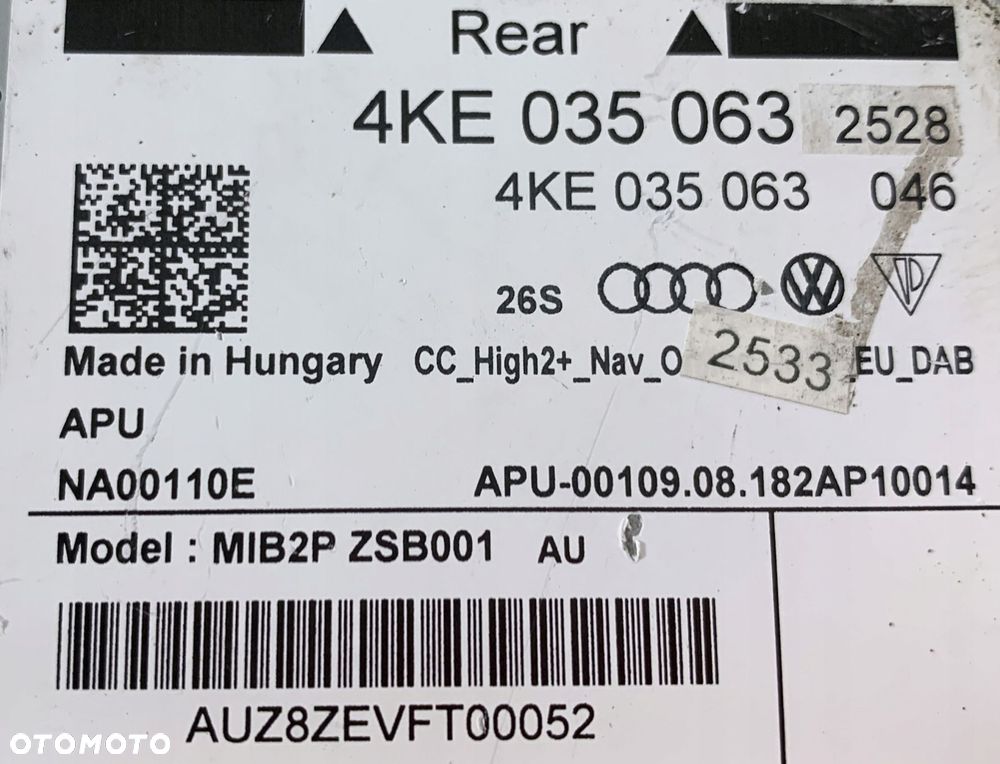 Rear
4KE 035 063 2528
4KE 035 063 046
26S
Made in Hungary CC_High2+_Nav_O 2533 _EU_DAB
APU
NA00110E APU-00109.08.182AP10014
Model : MIB2P ZSB001 AU
AUZ8ZEVFT00052
OTOMOTO